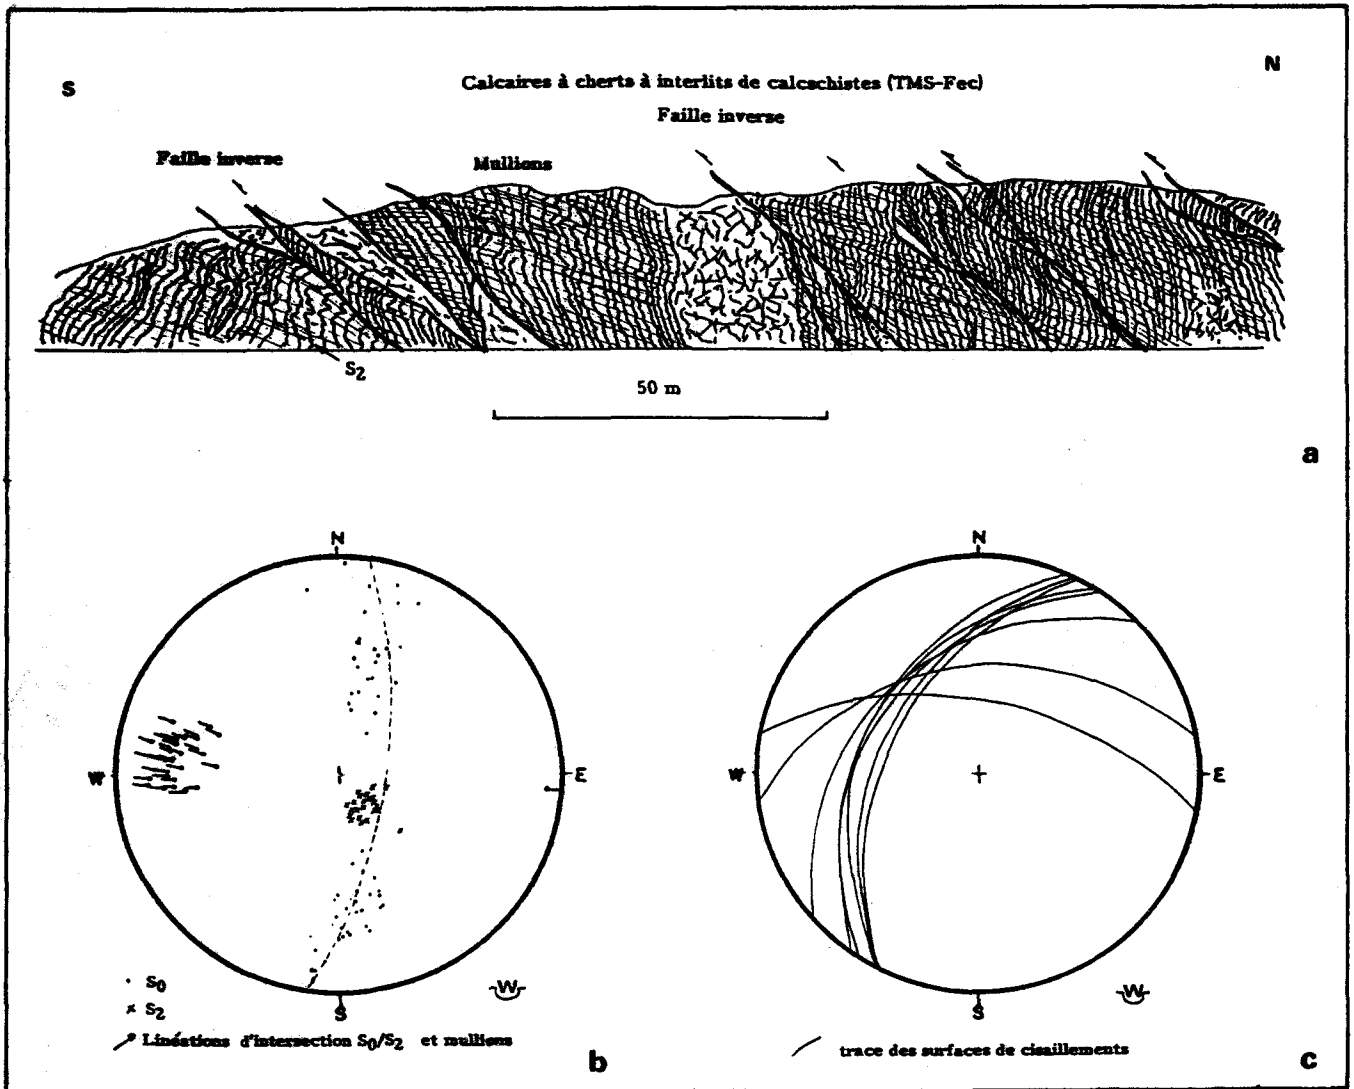 S
N
Calcaires à cherts à interlits de calcschistes (TMS-Fec)
Faille inverse
Faille inverse
Mullions
S2
50 m
a
N
W
E
S
W
S0
S2
Linéations d'intersection S0/S2 et mullions
b
N
W
E
S
W
trace des surfaces de cisaillements
c